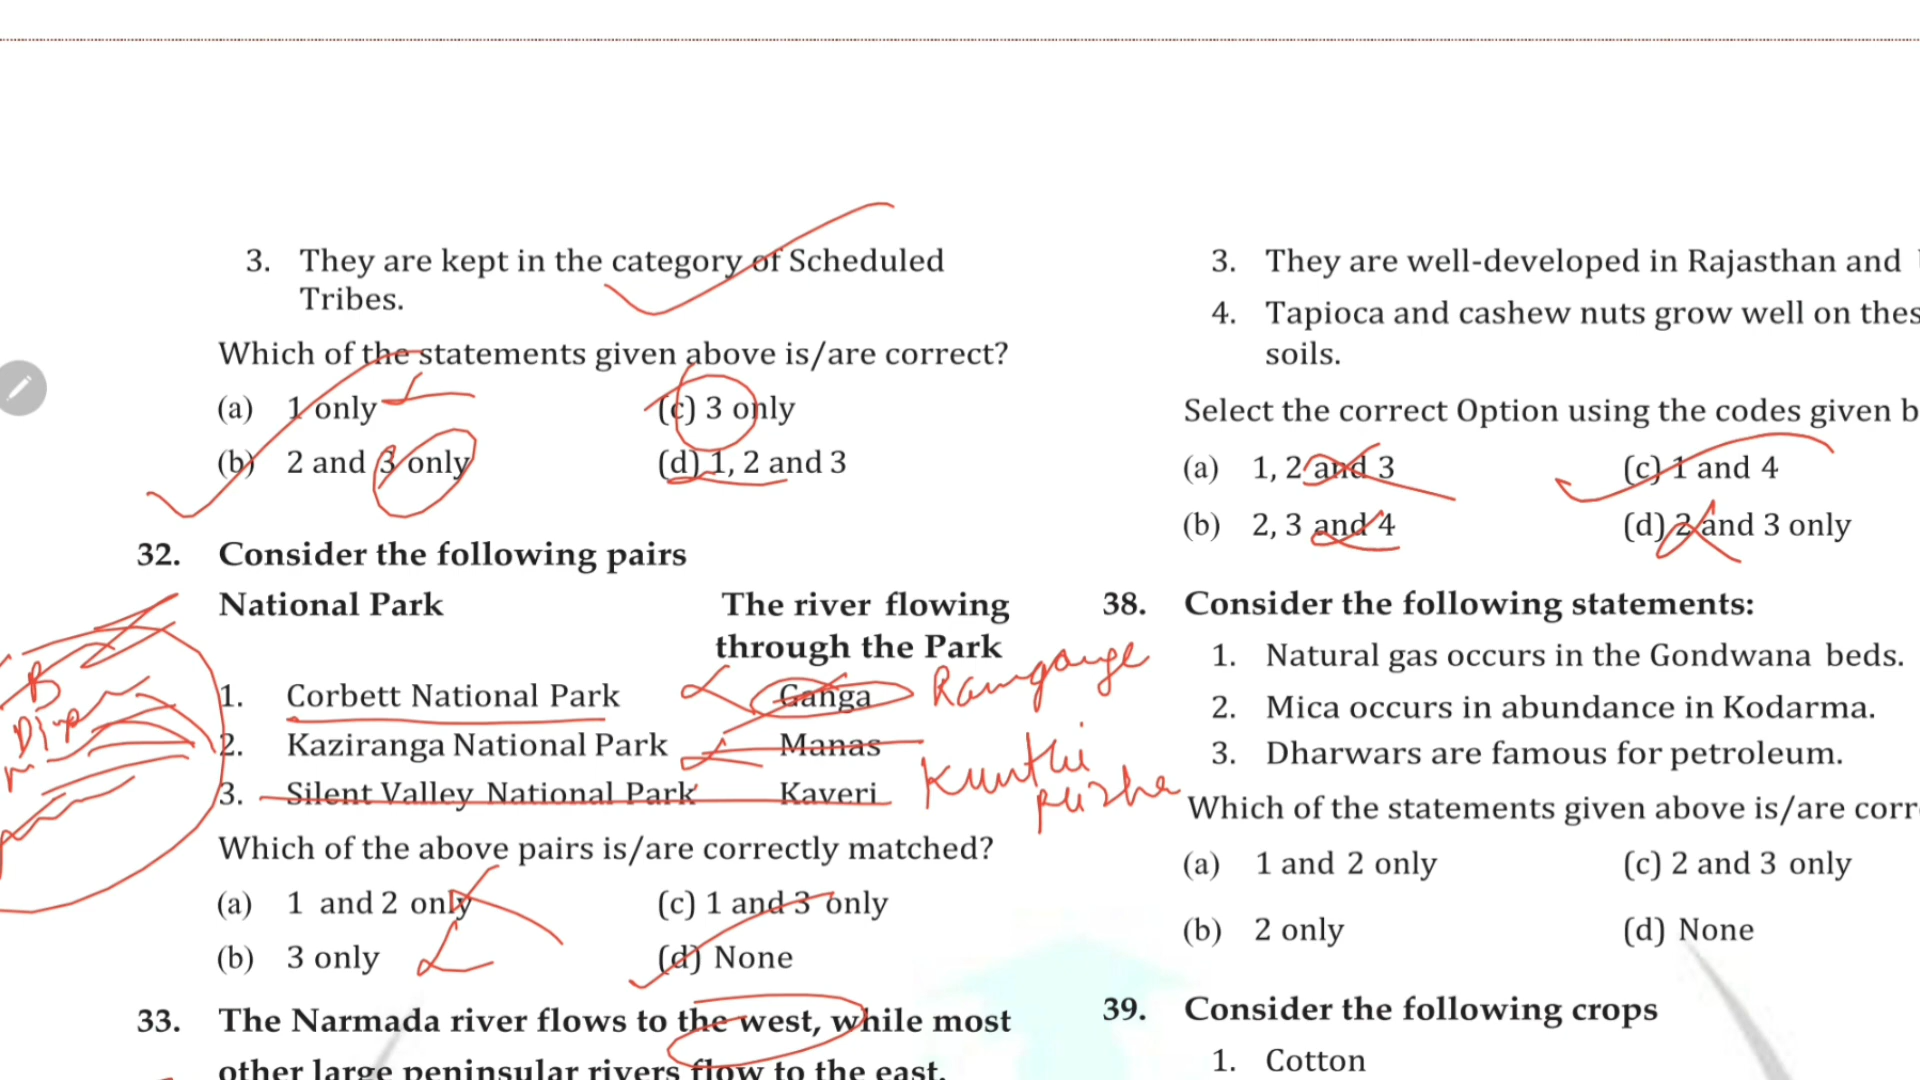 3. They are kept in the category of Scheduled
Tribes.
Which of the statements given above is/are correct?
(a) 1 only
(c) 3 only
(b) 2 and 3 only
(d) 1, 2 and 3
32. Consider the following pairs
National Park
The river flowing
through the Park
1. Corbett National Park Ganga Ramgange
2. Kaziranga National Park Manas
3. Silent Valley National Park Kaveri Kunthi
puzha
B
Dip
Which of the above pairs is/are correctly matched?
(a) 1 and 2 only
(c) 1 and 3 only
(b) 3 only
(d) None
33. The Narmada river flows to the west, while most
other large peninsular rivers flow to the east.
3. They are well-developed in Rajasthan and
4. Tapioca and cashew nuts grow well on thes
soils.
Select the correct Option using the codes given b
(a) 1, 2 and 3
(c) 1 and 4
(b) 2, 3 and 4
(d) 2 and 3 only
38. Consider the following statements:
1. Natural gas occurs in the Gondwana beds.
2. Mica occurs in abundance in Kodarma.
3. Dharwars are famous for petroleum.
Which of the statements given above is/are corr
(a) 1 and 2 only
(c) 2 and 3 only
(b) 2 only
(d) None
39. Consider the following crops
1. Cotton